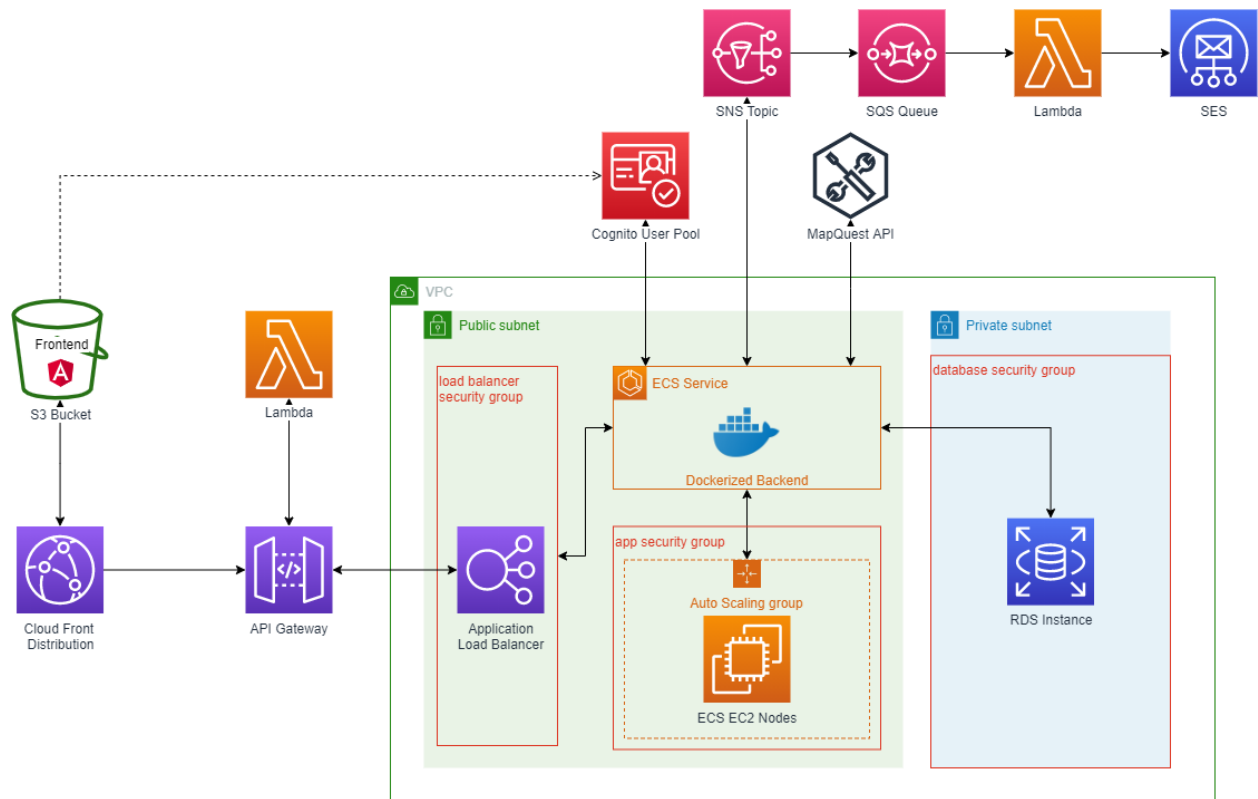 SNS Topic
SQS Queue
Lambda
SES
Cognito User Pool
MapQuest API
VPC
Public subnet
Private subnet
Frontend
A
S3 Bucket
Lambda
load balancer
security group
ECS Service
database security group
Dockerized Backend
app security group
Auto Scaling group
</>
Cloud Front
Distribution
API Gateway
Application
Load Balancer
RDS Instance
ECS EC2 Nodes